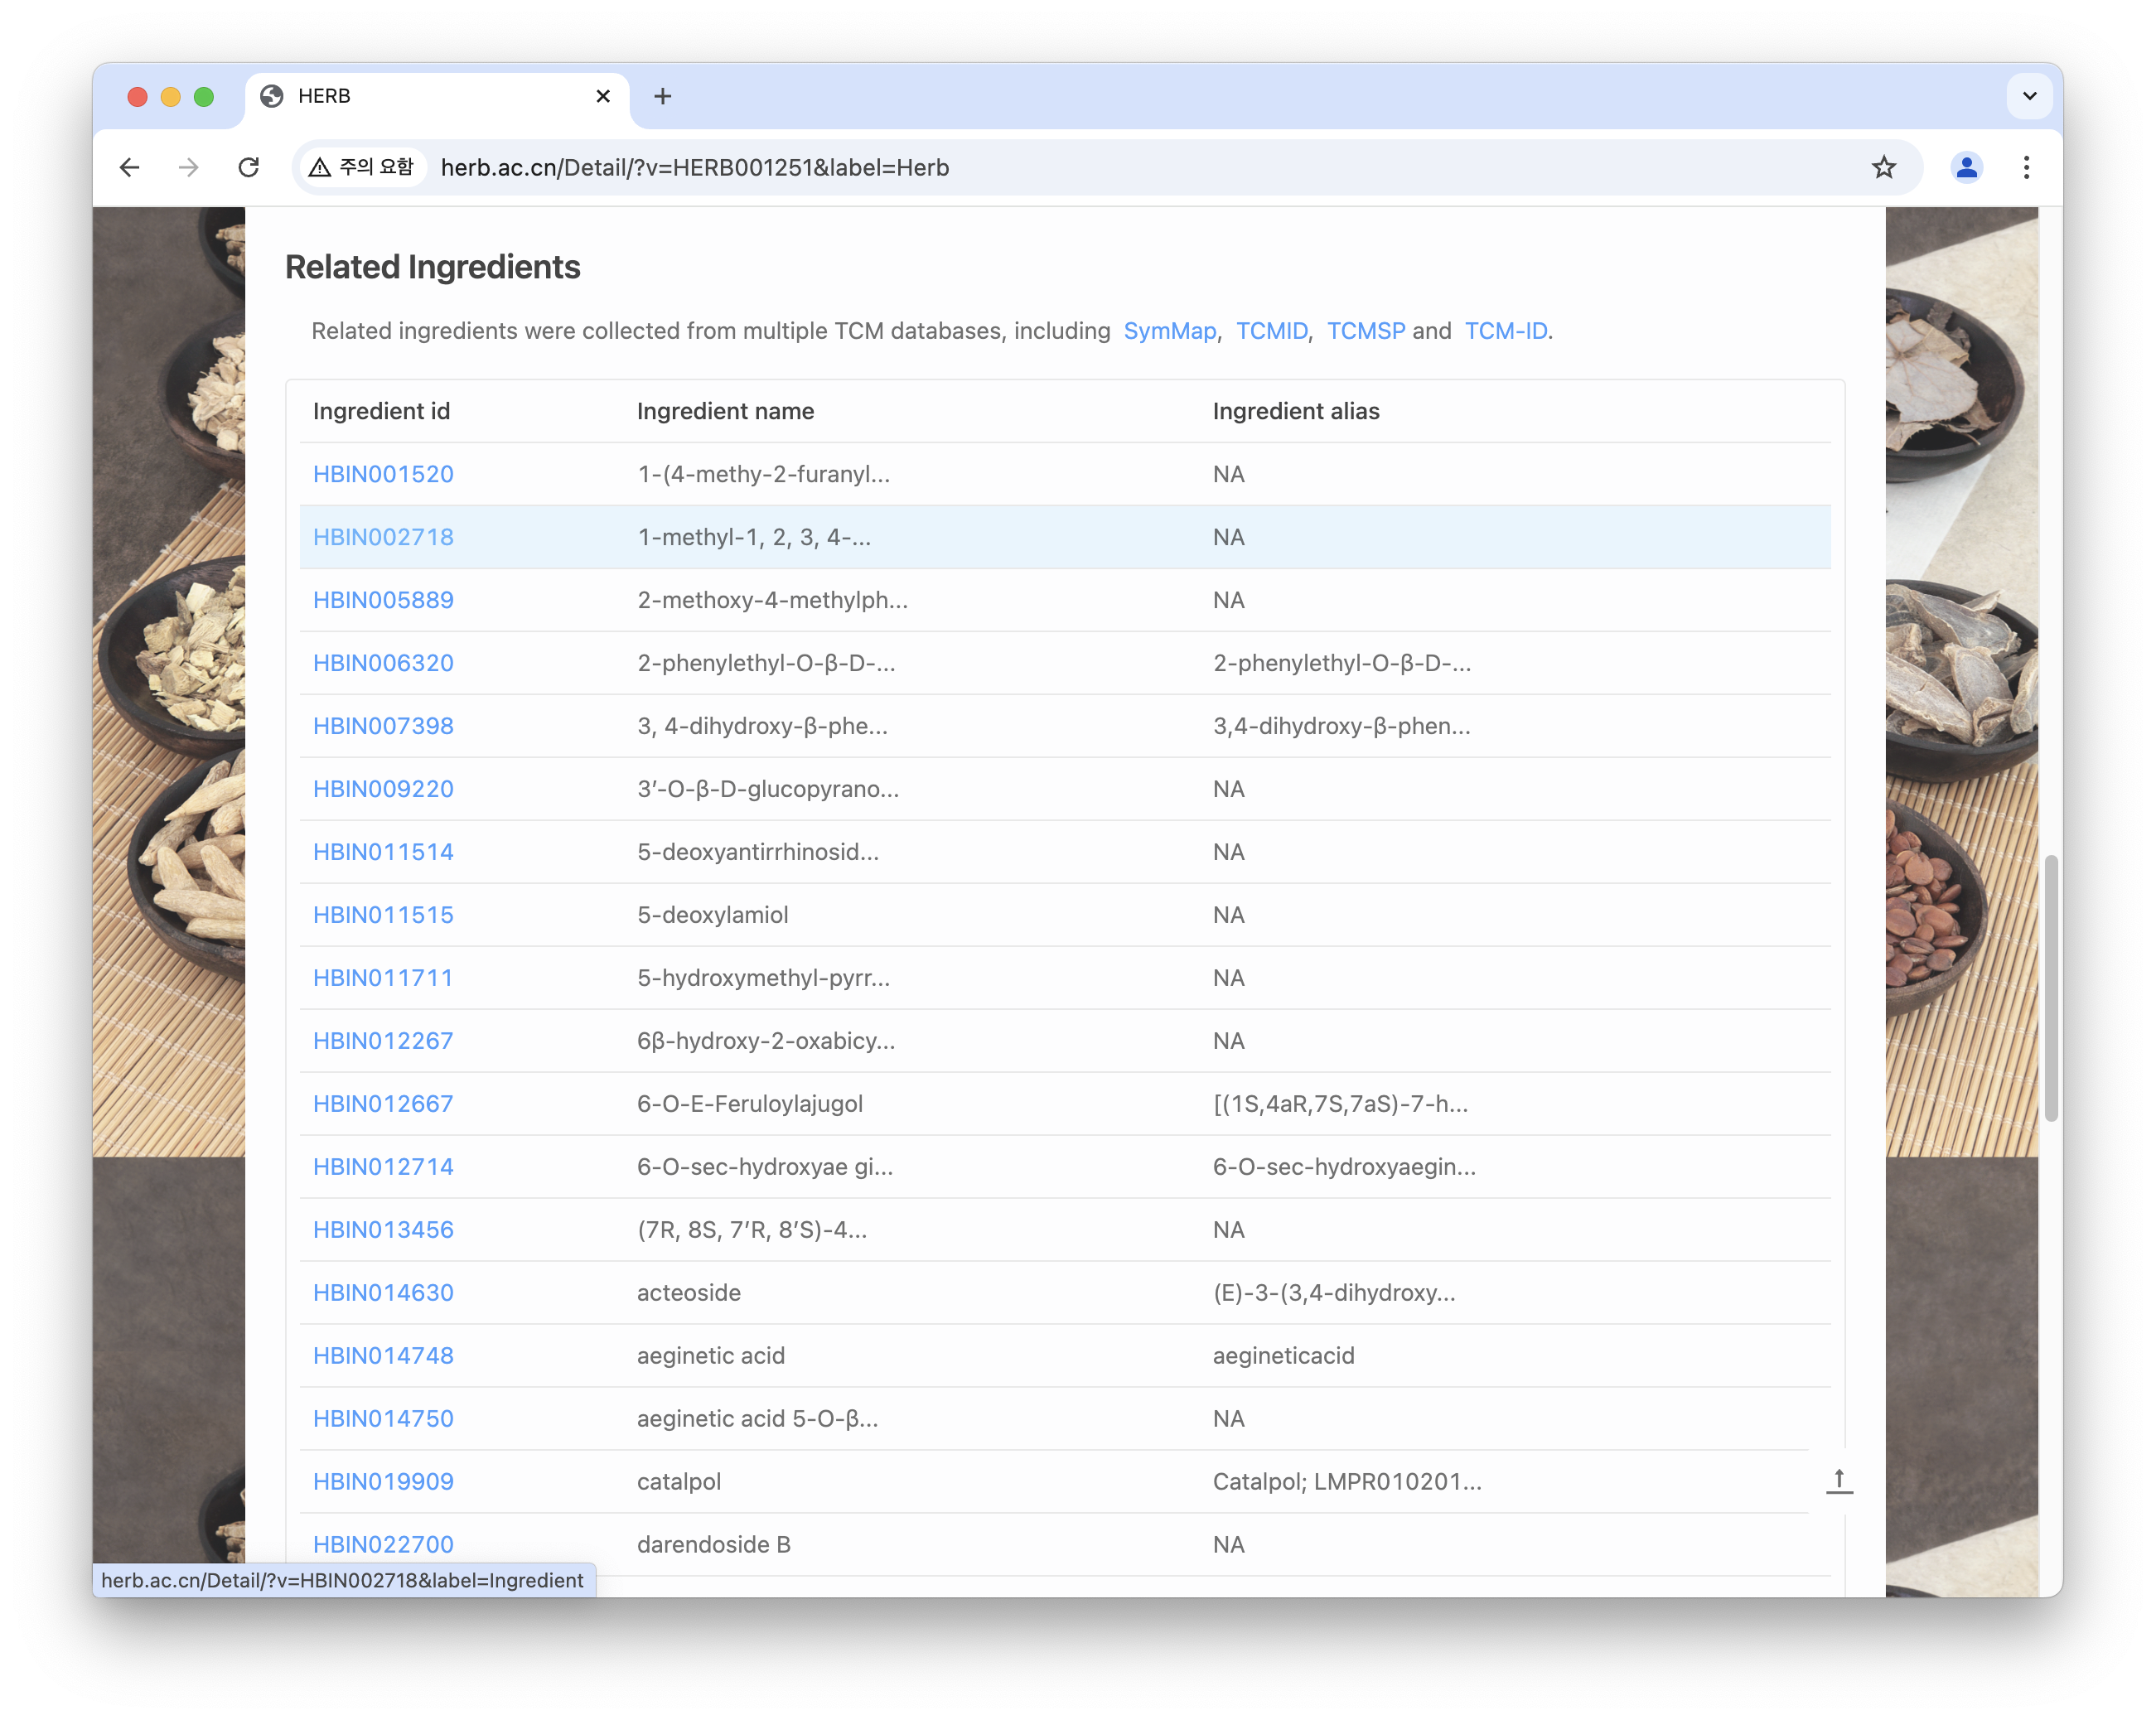 HERB
주의 요함 herb.ac.cn/Detail/?v=HERB001251&label=Herb
Related Ingredients
Related ingredients were collected from multiple TCM databases, including SymMap, TCMID, TCMSP and TCM-ID.
Ingredient id Ingredient name Ingredient alias
HBIN001520 1-(4-methy-2-furanyl... NA
HBIN002718 1-methyl-1, 2, 3, 4-... NA
HBIN005889 2-methoxy-4-methylph... NA
HBIN006320 2-phenylethyl-O-β-D-... 2-phenylethyl-O-β-D-...
HBIN007398 3, 4-dihydroxy-β-phe... 3,4-dihydroxy-β-phen...
HBIN009220 3′-O-β-D-glucopyrano... NA
HBIN011514 5-deoxyantirrhinosid... NA
HBIN011515 5-deoxylamiol NA
HBIN011711 5-hydroxymethyl-pyrr... NA
HBIN012267 6β-hydroxy-2-oxabicy... NA
HBIN012667 6-O-E-Feruloylajugol [(1S,4aR,7S,7aS)-7-h...
HBIN012714 6-O-sec-hydroxyae gi... 6-O-sec-hydroxyaegin...
HBIN013456 (7R, 8S, 7′R, 8′S)-4... NA
HBIN014630 acteoside (E)-3-(3,4-dihydroxy...
HBIN014748 aeginetic acid aegineticacid
HBIN014750 aeginetic acid 5-O-β... NA
HBIN019909 catalpol Catalpol; LMPR010201...
HBIN022700 darendoside B NA
herb.ac.cn/Detail/?v=HBIN002718&label=Ingredient